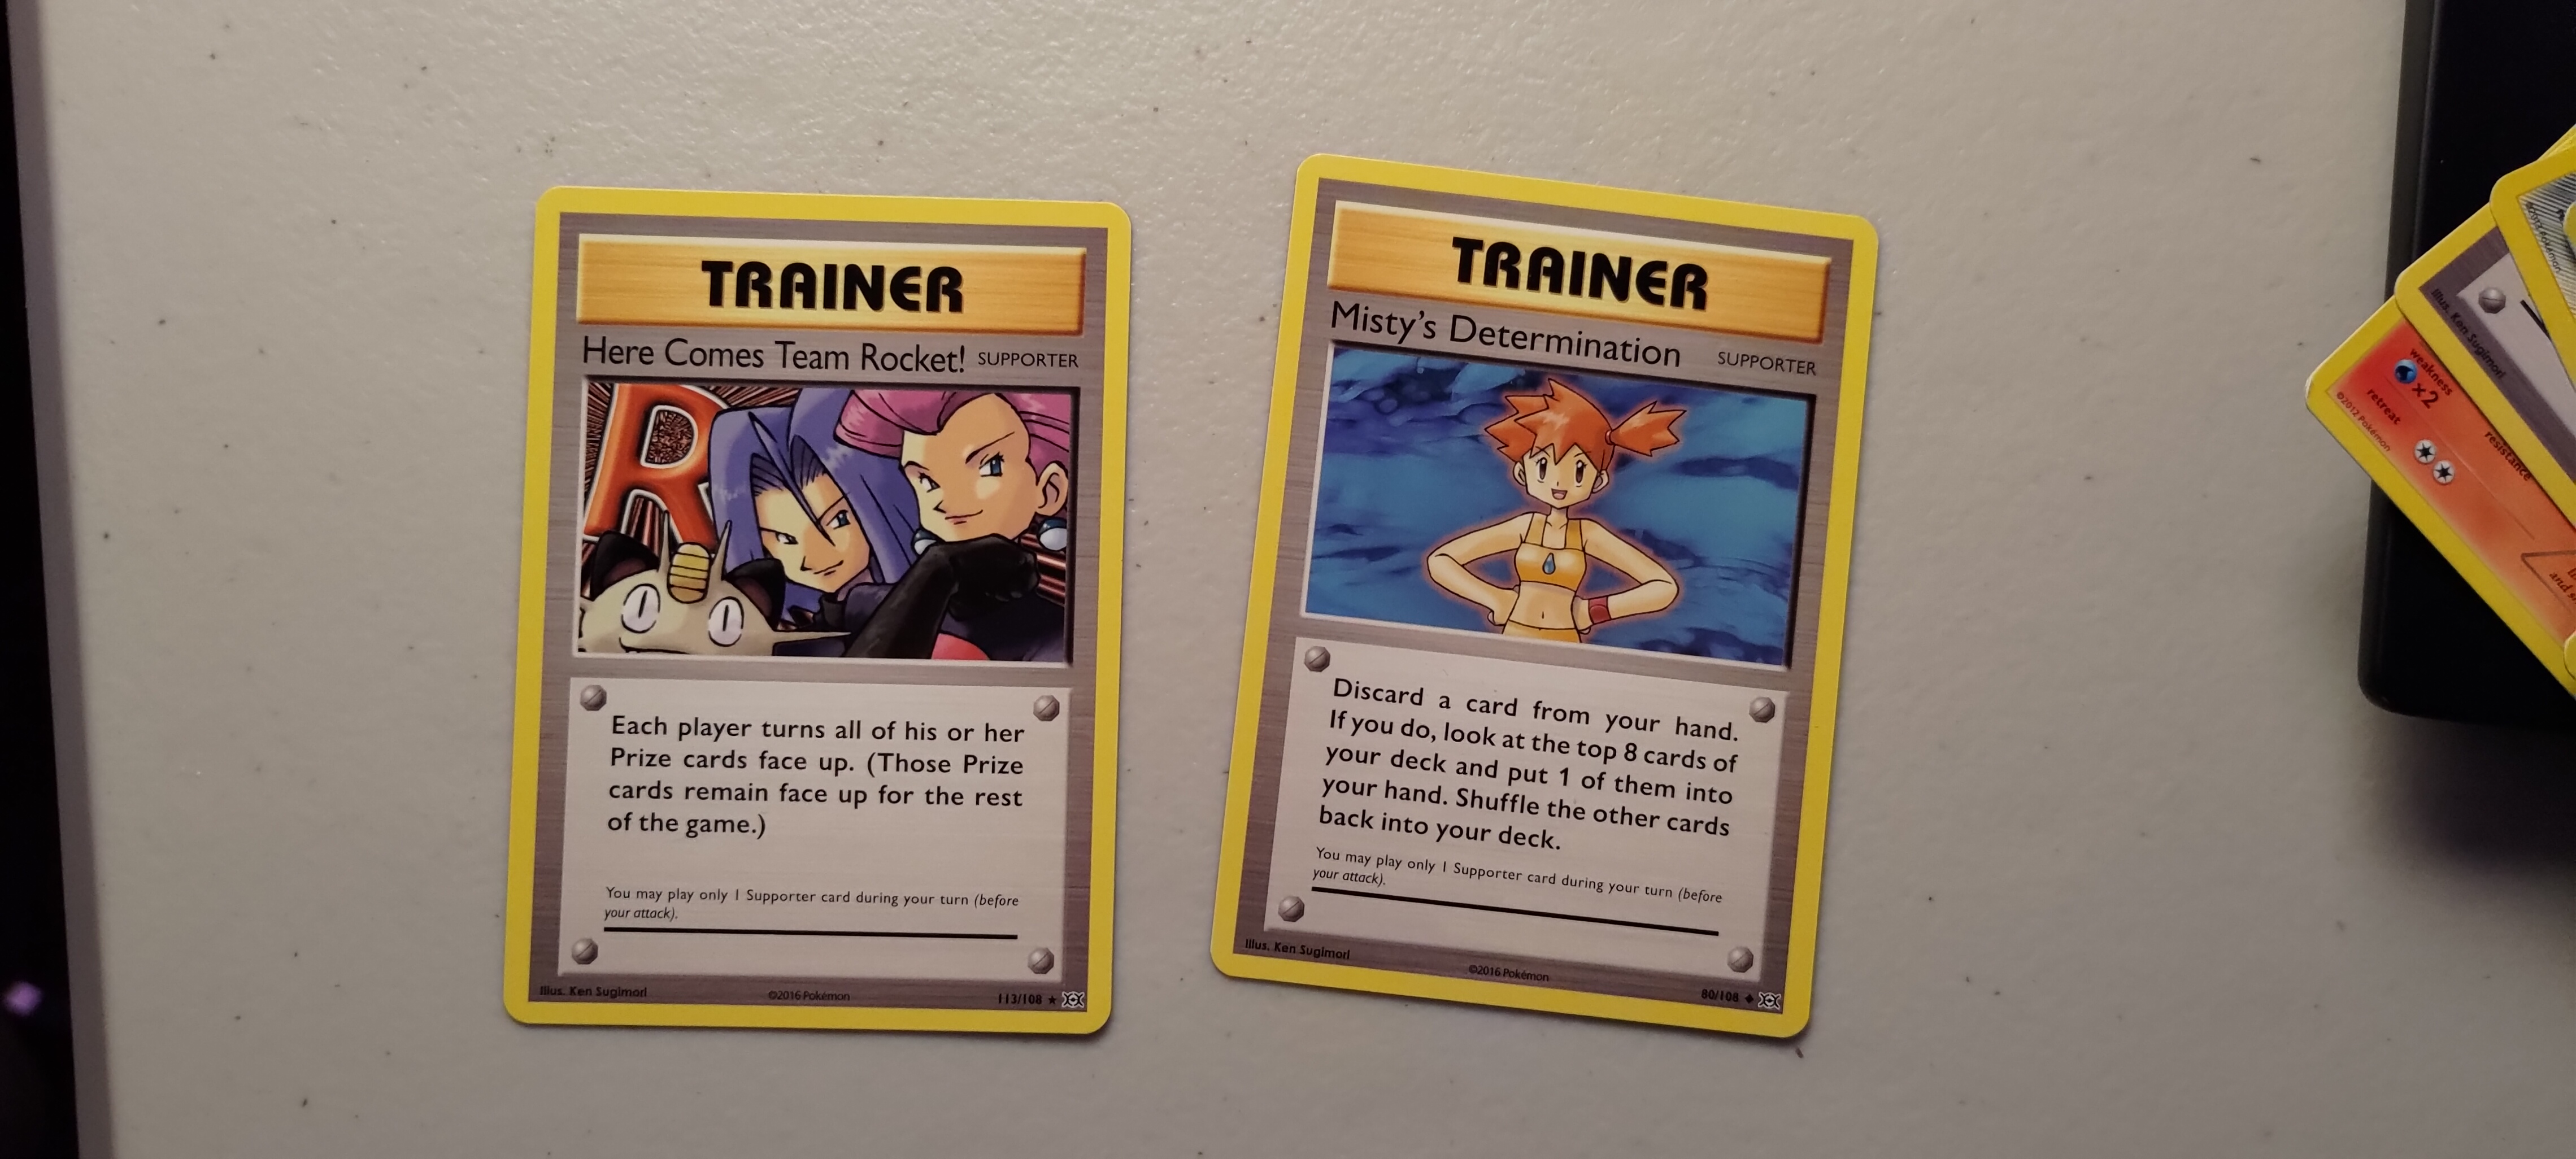 TRAINER
Here Comes Team Rocket! SUPPORTER
Each player turns all of his or her
Prize cards face up. (Those Prize
cards remain face up for the rest
of the game.)
You may play only 1 Supporter card during your turn (before
your attack).
Illus. Ken Sugimori ©2016 Pokémon 113/108
TRAINER
Misty's Determination SUPPORTER
Discard a card from your hand.
If you do, look at the top 8 cards of
your deck and put 1 of them into
your hand. Shuffle the other cards
back into your deck.
You may play only 1 Supporter card during your turn (before
your attack).
Illus. Ken Sugimori ©2016 Pokémon 80/108
weakness
×2
resistance
retreat
©2012 Pokémon
Illus. Ken Sugimori